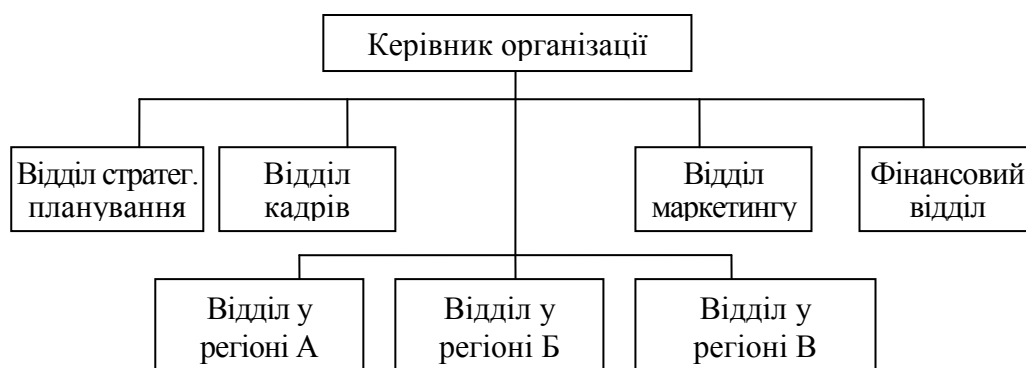 Керівник організації
Відділ стратег.
планування
Відділ
кадрів
Відділ
маркетингу
Фінансовий
відділ
Відділ у
регіоні А
Відділ у
регіоні Б
Відділ у
регіоні В